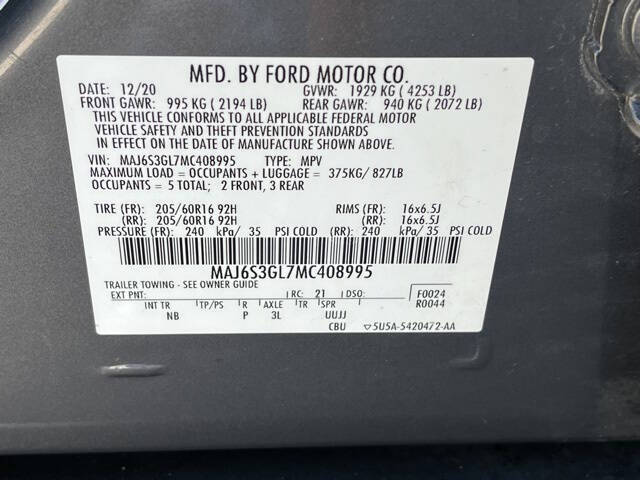 MFD. BY FORD MOTOR CO.
DATE: 12/20 GVWR: 1929 KG ( 4253 LB)
FRONT GAWR: 995 KG ( 2194 LB) REAR GAWR: 940 KG ( 2072 LB)
THIS VEHICLE CONFORMS TO ALL APPLICABLE FEDERAL MOTOR
VEHICLE SAFETY AND THEFT PREVENTION STANDARDS
IN EFFECT ON THE DATE OF MANUFACTURE SHOWN ABOVE.
VIN: MAJ6S3GL7MC408995 TYPE: MPV
MAXIMUM LOAD = OCCUPANTS + LUGGAGE = 375KG/ 827LB
OCCUPANTS = 5 TOTAL; 2 FRONT, 3 REAR
TIRE (FR): 205/60R16 92H RIMS (FR): 16x6.5J
(RR): 205/60R16 92H (RR): 16x6.5J
PRESSURE (FR): 240 kPa/ 35 PSI COLD (RR): 240 kPa/ 35 PSI COLD
MAJ6S3GL7MC408995
TRAILER TOWING - SEE OWNER GUIDE
EXT PNT: RC: 21 DSO: F0024
R0044
INT TR TP/PS R AXLE TR SPR
NB P 3L UUJJ
CBU 5U5A-5420472-AA